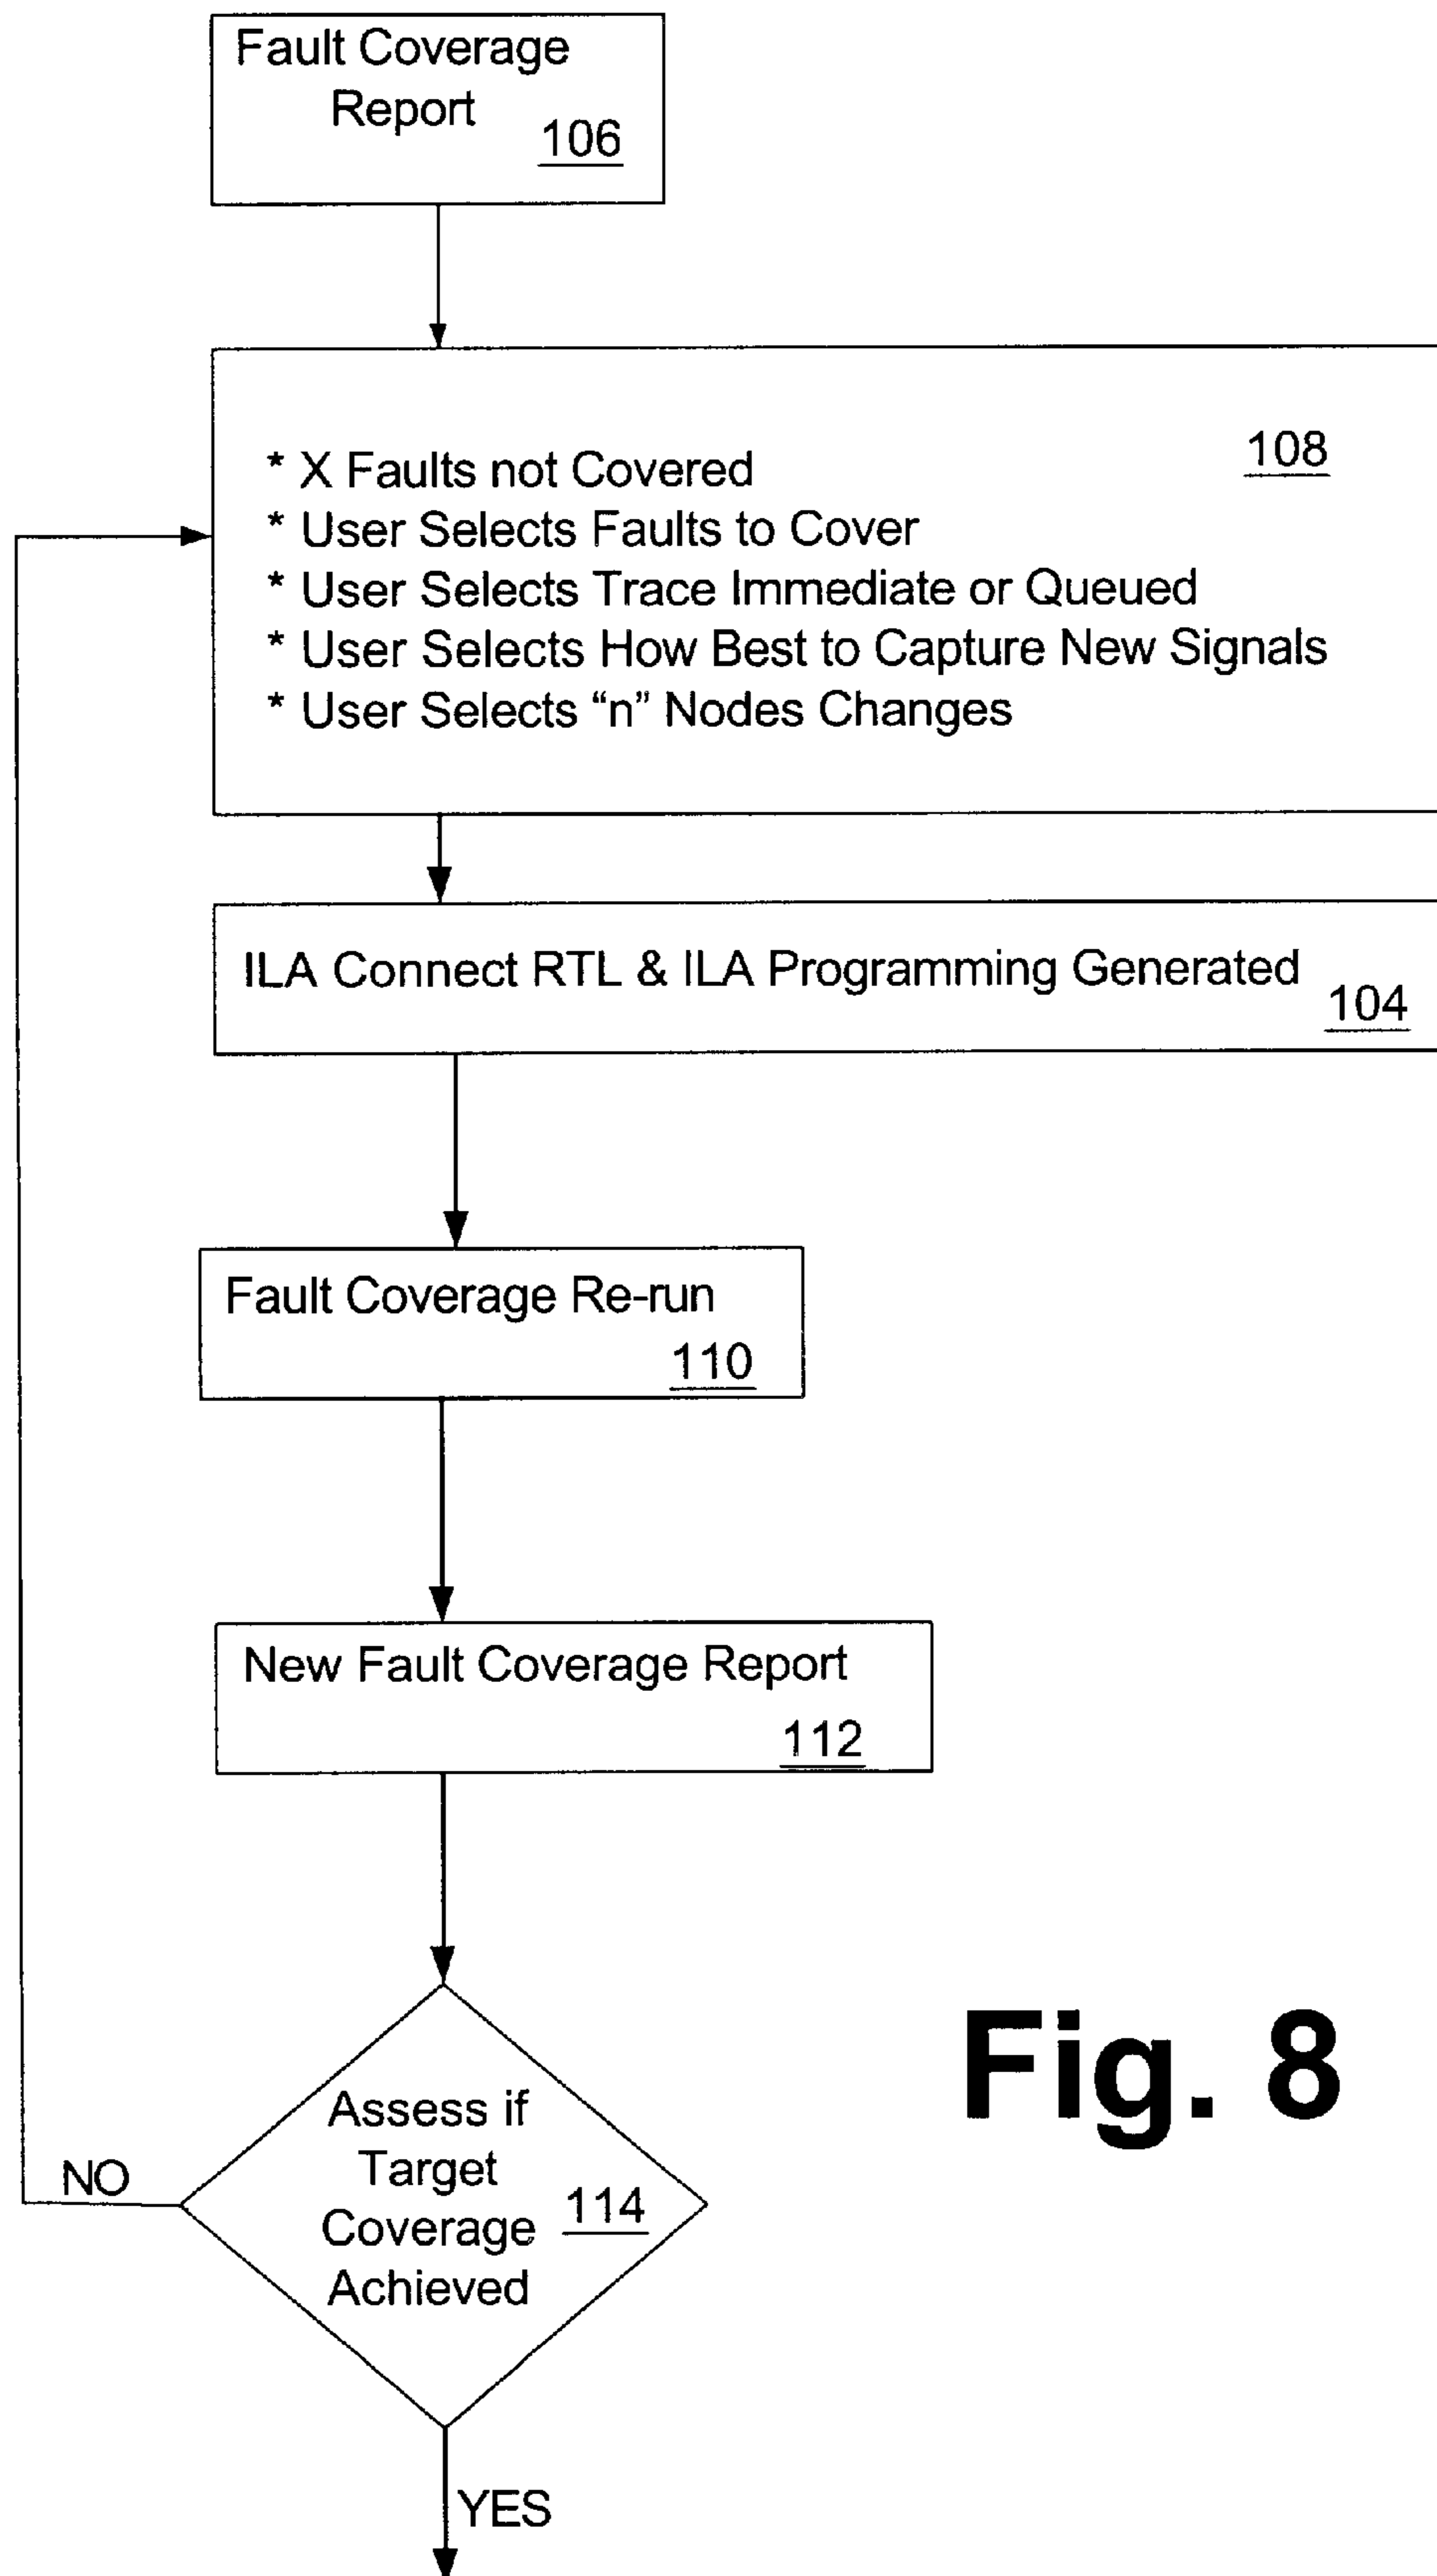 Fault Coverage
Report
106
108
* X Faults not Covered
* User Selects Faults to Cover
* User Selects Trace Immediate or Queued
* User Selects How Best to Capture New Signals
* User Selects “n” Nodes Changes
ILA Connect RTL & ILA Programming Generated
104
Fault Coverage Re-run
110
New Fault Coverage Report
112
Assess if
Target
Coverage
Achieved
114
NO
YES
Fig. 8